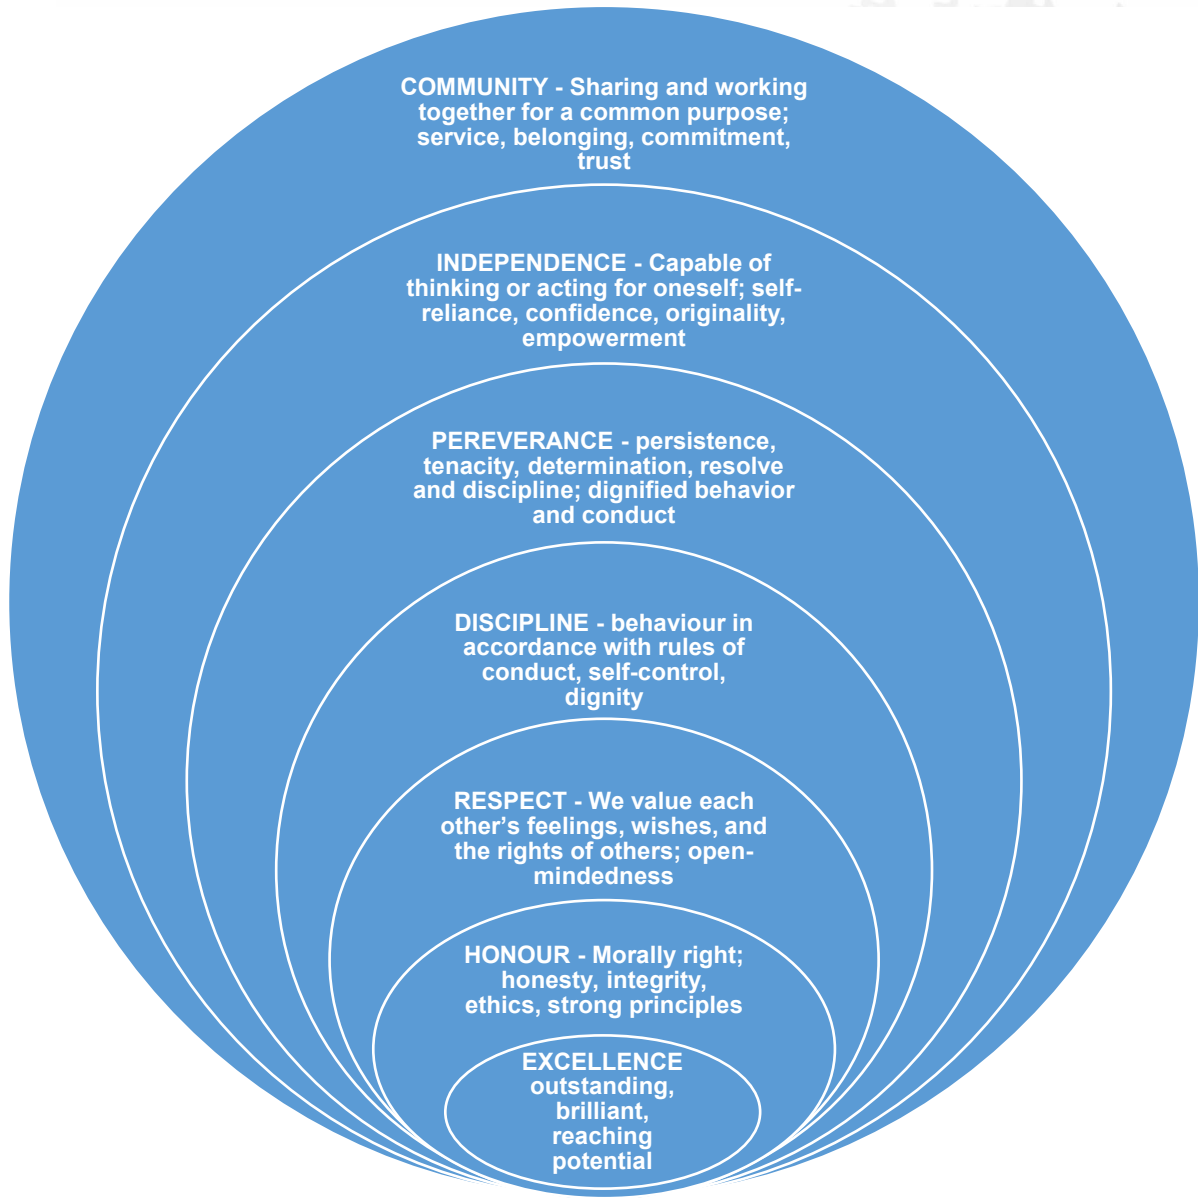 COMMUNITY - Sharing and working
together for a common purpose;
service, belonging, commitment,
trust
INDEPENDENCE - Capable of
thinking or acting for oneself; self-
reliance, confidence, originality,
empowerment
PEREVERANCE - persistence,
tenacity, determination, resolve
and discipline; dignified behavior
and conduct
DISCIPLINE - behaviour in
accordance with rules of
conduct, self-control,
dignity
RESPECT - We value each
other’s feelings, wishes, and
the rights of others; open-
mindedness
HONOUR - Morally right;
honesty, integrity,
ethics, strong principles
EXCELLENCE
outstanding,
brilliant,
reaching
potential